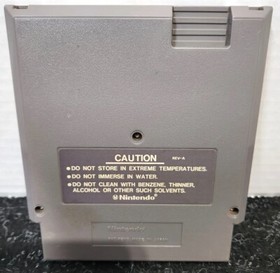 CAUTION REV-A
●DO NOT STORE IN EXTREME TEMPERATURES.
●DO NOT IMMERSE IN WATER.
●DO NOT CLEAN WITH BENZENE, THINNER,
ALCOHOL OR OTHER SUCH SOLVENTS.
®Nintendo®